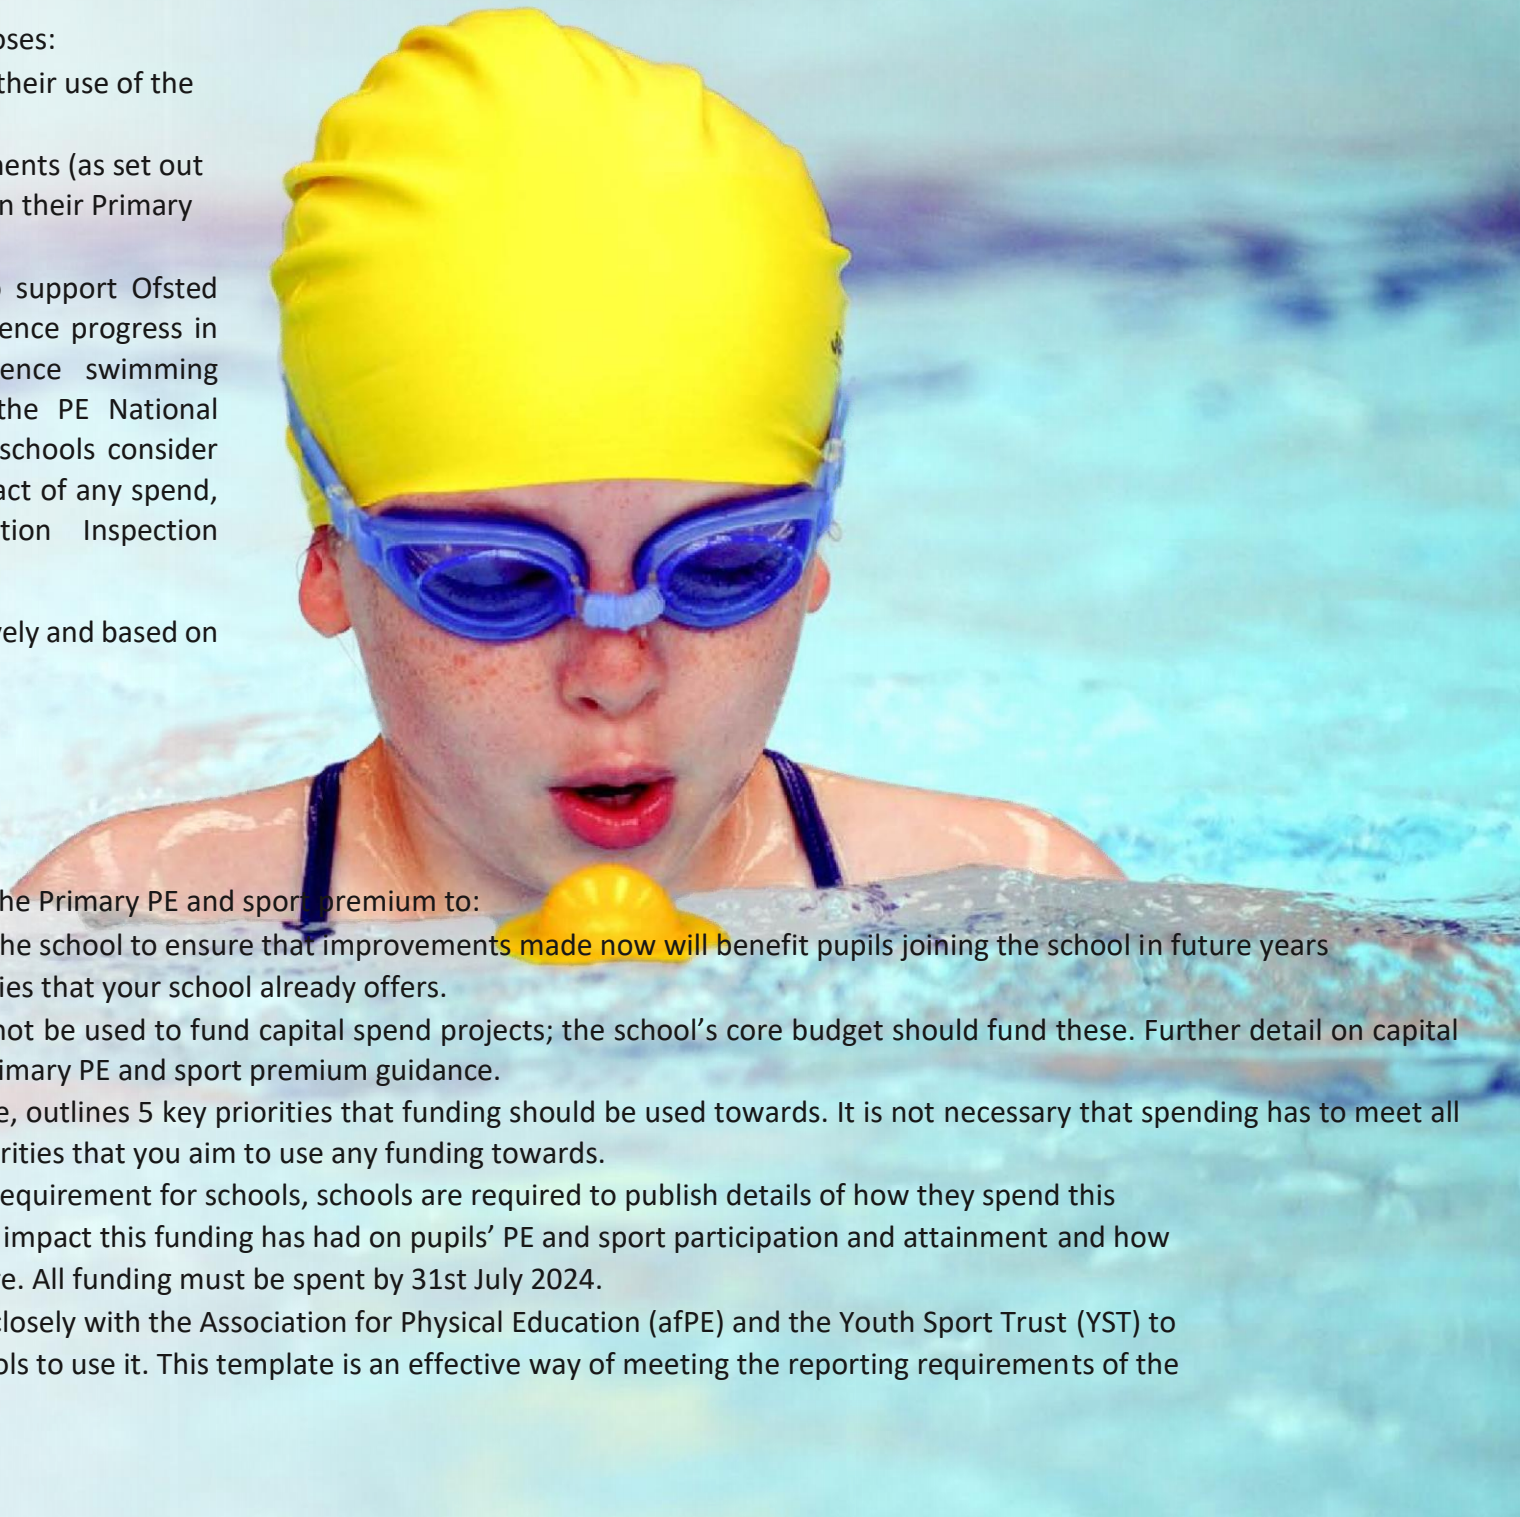 oses:
their use of the
nents (as set out
n their Primary
support Ofsted
ence progress in
ence swimming
the PE National
schools consider
act of any spend,
tion Inspection
vely and based on
he Primary PE and sport premium to:
he school to ensure that improvements made now will benefit pupils joining the school in future years
ies that your school already offers.
not be used to fund capital spend projects; the school’s core budget should fund these. Further detail on capital
imary PE and sport premium guidance.
e, outlines 5 key priorities that funding should be used towards. It is not necessary that spending has to meet all
rities that you aim to use any funding towards.
equirement for schools, schools are required to publish details of how they spend this
impact this funding has had on pupils’ PE and sport participation and attainment and how
e. All funding must be spent by 31st July 2024.
closely with the Association for Physical Education (afPE) and the Youth Sport Trust (YST) to
ols to use it. This template is an effective way of meeting the reporting requirements of the